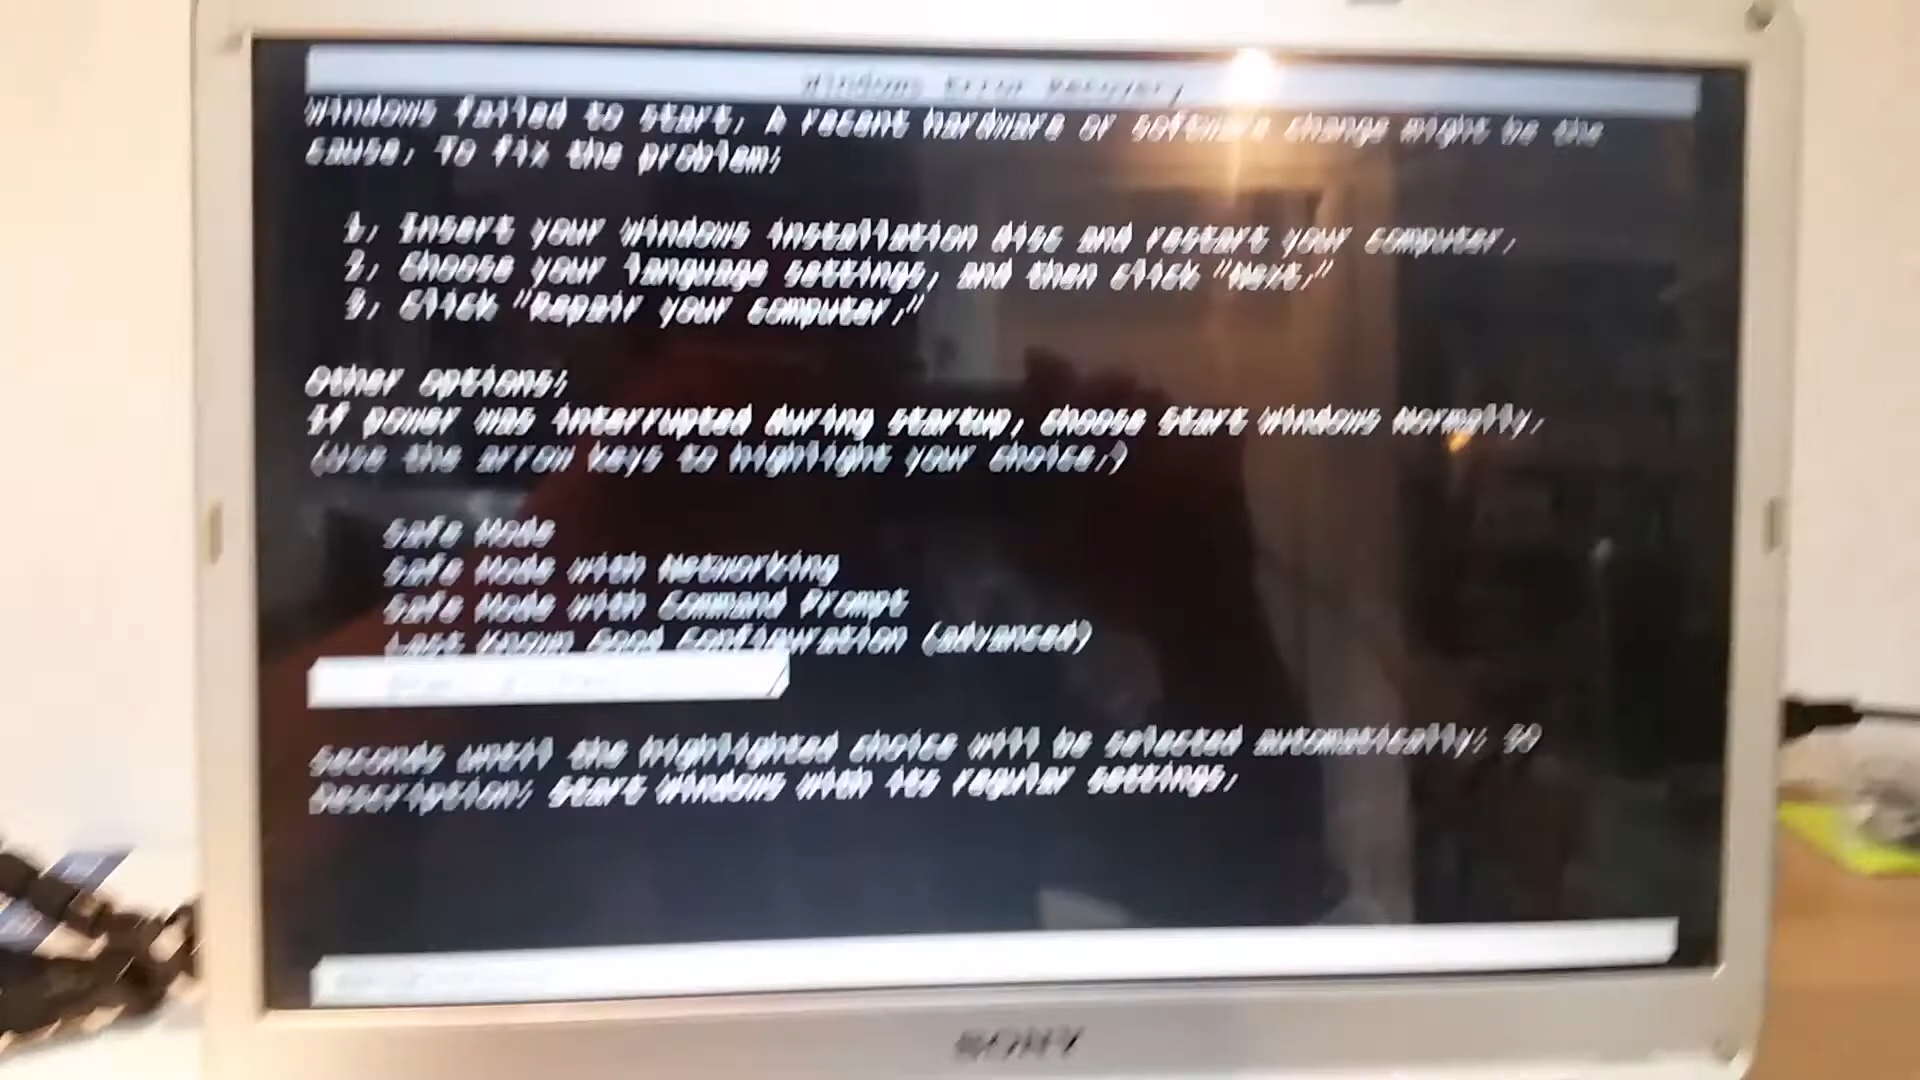 Windows Error Recovery
Windows failed to start. A recent hardware or software change might be the
cause. To fix the problem:
1. Insert your Windows installation disc and restart your computer.
2. Choose your language settings, and then click "Next."
3. Click "Repair your computer."
Other options:
If power was interrupted during startup, choose Start Windows Normally.
(Use the arrow keys to highlight your choice.)
Safe Mode
Safe Mode with Networking
Safe Mode with Command Prompt
Last Known Good Configuration (advanced)
Seconds until the highlighted choice will be selected automatically:
Description: Start Windows with its regular settings.
SONY